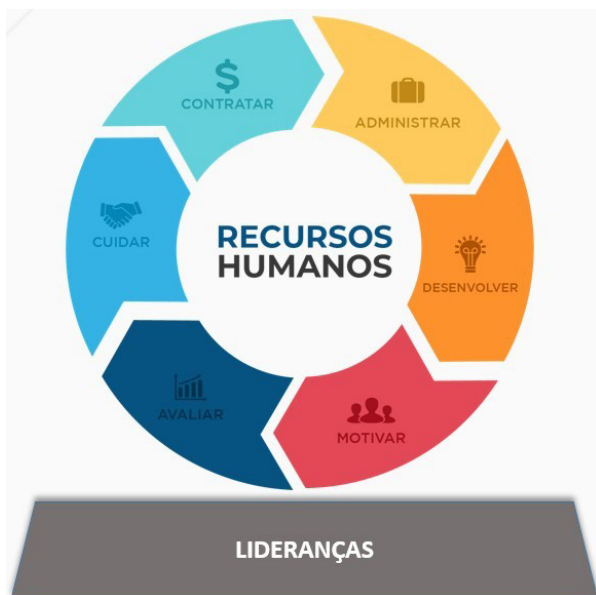 CONTRATAR
ADMINISTRAR
CUIDAR
RECURSOS
HUMANOS
DESENVOLVER
AVALIAR
MOTIVAR
LIDERANÇAS